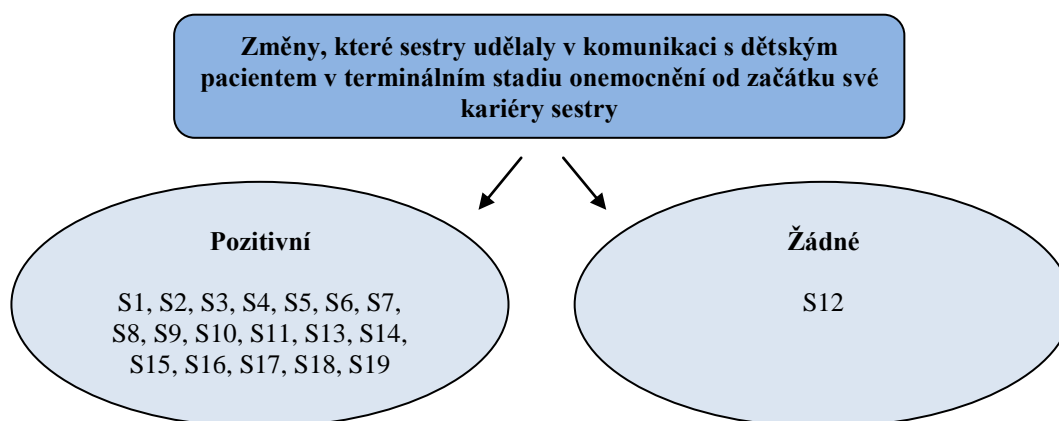 Změny, které sestry udělaly v komunikaci s dětským
pacientem v terminálním stadiu onemocnění od začátku své
kariéry sestry
Pozitivní
S1, S2, S3, S4, S5, S6, S7,
S8, S9, S10, S11, S13, S14,
S15, S16, S17, S18, S19
Žádné
S12